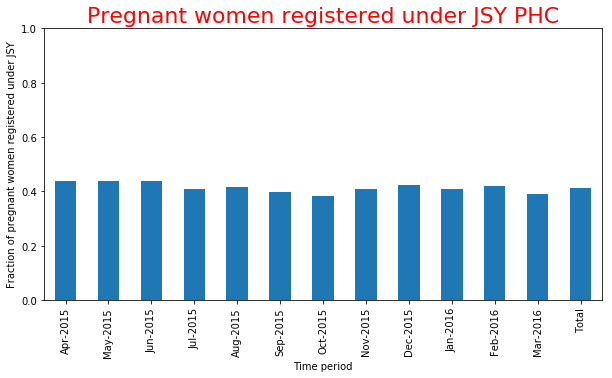 Pregnant women registered under JSY PHC
Fraction of pregnant women registered under JSY
1.0
0.8
0.6
0.4
0.2
0.0
Apr-2015
May-2015
Jun-2015
Jul-2015
Aug-2015
Sep-2015
Oct-2015
Nov-2015
Dec-2015
Jan-2016
Feb-2016
Mar-2016
Total
Time period